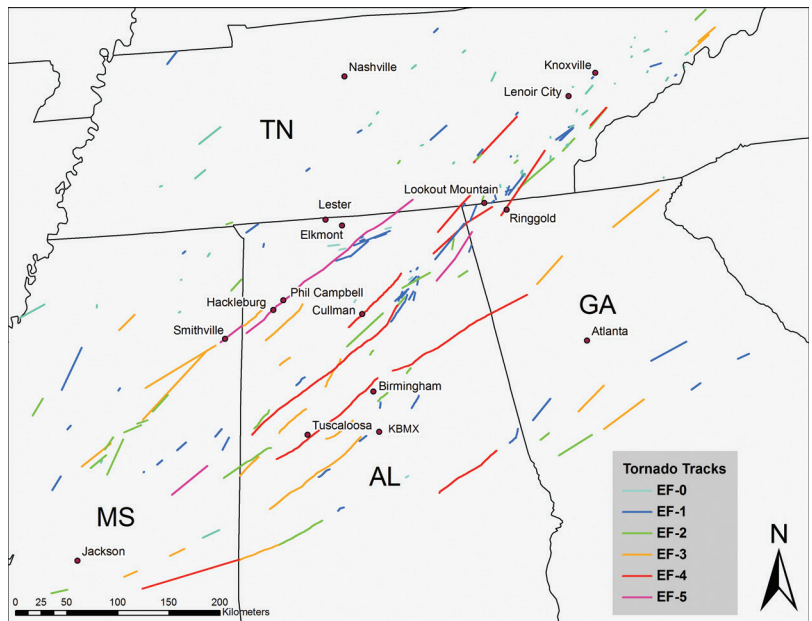 Nashville
Knoxville
Lenoir City
TN
Lookout Mountain
Lester
Ringgold
Elkmont
Phil Campbell
Hackleburg
Cullman
GA
Smithville
Atlanta
Birmingham
Tuscaloosa
KBMX
AL
MS
Jackson
Tornado Tracks
EF-0
EF-1
EF-2
EF-3
EF-4
EF-5
N
0 25 50 100 150 200
Kilometers